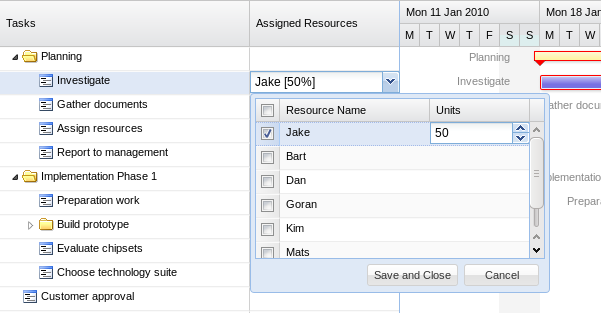 Tasks
Assigned Resources
Mon 11 Jan 2010
Mon 18 Jan
M T W T F S S M T W
Planning
Planning
Investigate
Jake [50%]
Investigate
Gather documents
ather docu
Resource Name Units
Assign resources
Jake 50
Report to management
Bart
Implementation Phase 1
Dan
plementatio
Preparation work
Goran
Prepara
Build prototype
Kim
Evaluate chipsets
Mats
Choose technology suite
Save and Close Cancel
Customer approval